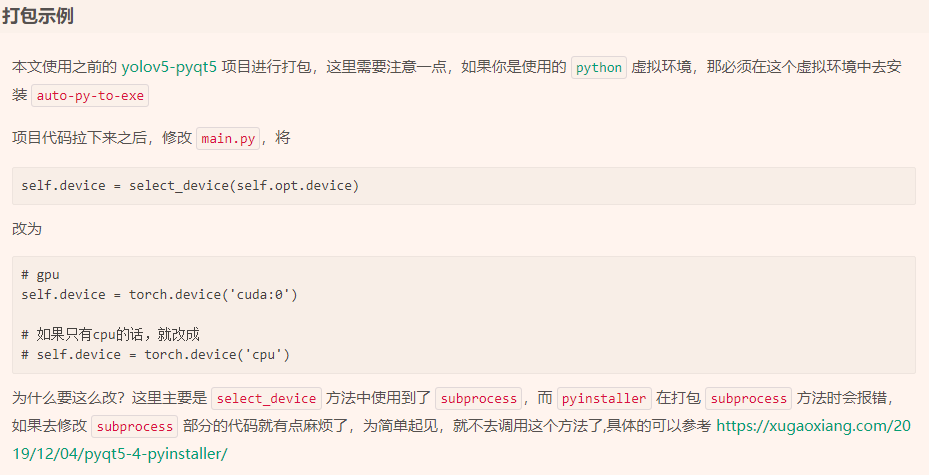 打包示例
本文使用之前的 yolov5-pyqt5 项目进行打包，这里需要注意一点，如果你是使用的 python 虚拟环境，那必须在这个虚拟环境中去安
装 auto-py-to-exe
项目代码拉下来之后，修改 main.py，将
self.device = select_device(self.opt.device)
改为
# gpu
self.device = torch.device('cuda:0')
# 如果只有cpu的话，就改成
# self.device = torch.device('cpu')
为什么要这么改？这里主要是 select_device 方法中使用到了 subprocess，而 pyinstaller 在打包 subprocess 方法时会报错，
如果去修改 subprocess 部分的代码就有点麻烦了，为简单起见，就不去调用这个方法了,具体的可以参考 https://xugaoxiang.com/20
19/12/04/pyqt5-4-pyinstaller/